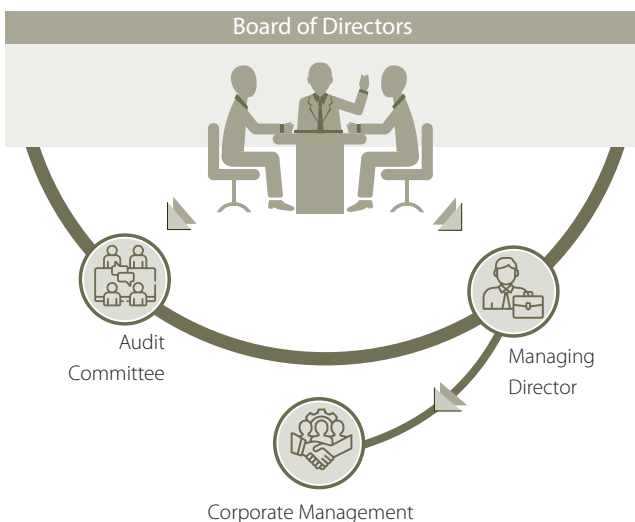 Board of Directors
Audit
Committee
Managing
Director
Corporate Management